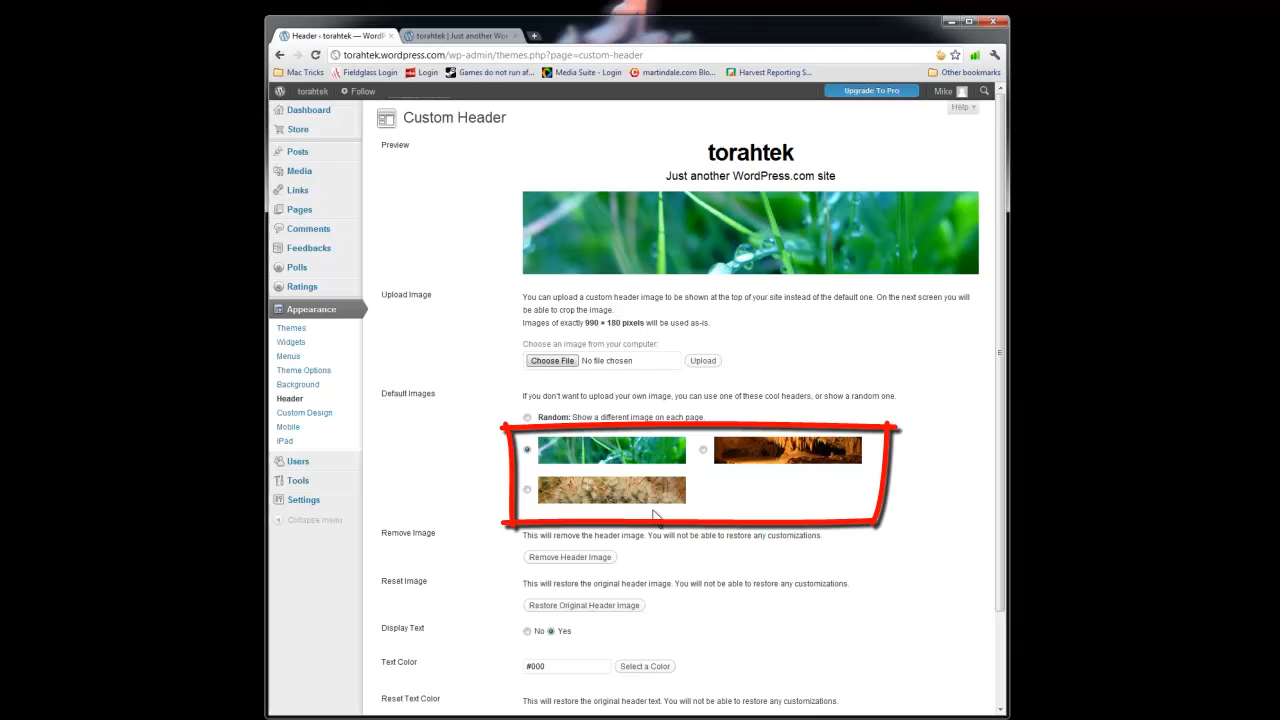 Header ‹ torahtek — WordP
torahtek | Just another Wor
torahtek.wordpress.com/wp-admin/themes.php?page=custom-header
Mac Tricks Fieldglass Login Login Games do not run af... Media Suite - Login martindale.com Blo... Harvest Reporting S... Other bookmarks
torahtek Follow Upgrade To Pro Mike
Help
Dashboard
Store
Posts
Media
Links
Pages
Comments
Feedbacks
Polls
Ratings
Appearance
Themes
Widgets
Menus
Theme Options
Background
Header
Custom Design
Mobile
iPad
Users
Tools
Settings
Collapse menu
Custom Header
Preview
torahtek
Just another WordPress.com site
Upload Image
You can upload a custom header image to be shown at the top of your site instead of the default one. On the next screen you will
be able to crop the image.
Images of exactly 990 × 180 pixels will be used as-is.
Choose an image from your computer:
Choose File No file chosen Upload
Default Images
If you don't want to upload your own image, you can use one of these cool headers, or show a random one.
Random: Show a different image on each page.
Remove Image
This will remove the header image. You will not be able to restore any customizations.
Remove Header Image
Reset Image
This will restore the original header image. You will not be able to restore any customizations.
Restore Original Header Image
Display Text
No Yes
Text Color
#000 Select a Color
Reset Text Color
This will restore the original header text. You will not be able to restore any customizations.